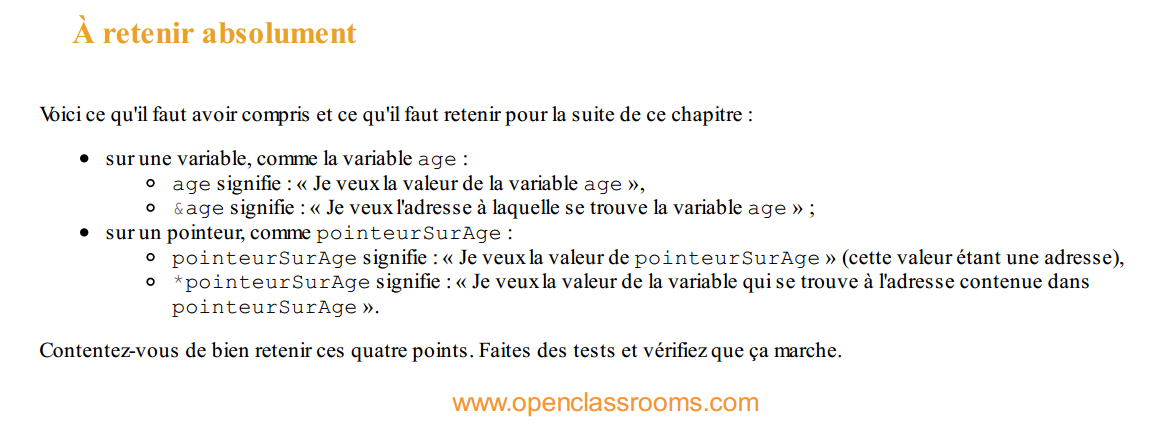 À retenir absolument
Voici ce qu'il faut avoir compris et ce qu'il faut retenir pour la suite de ce chapitre :
sur une variable, comme la variable age :
age signifie : « Je veux la valeur de la variable age »,
&age signifie : « Je veux l'adresse à laquelle se trouve la variable age » ;
sur un pointeur, comme pointeurSurAge :
pointeurSurAge signifie : « Je veux la valeur de pointeurSurAge » (cette valeur étant une adresse),
*pointeurSurAge signifie : « Je veux la valeur de la variable qui se trouve à l'adresse contenue dans
pointeurSurAge ».
Contentez-vous de bien retenir ces quatre points. Faites des tests et vérifiez que ça marche.
www.openclassrooms.com